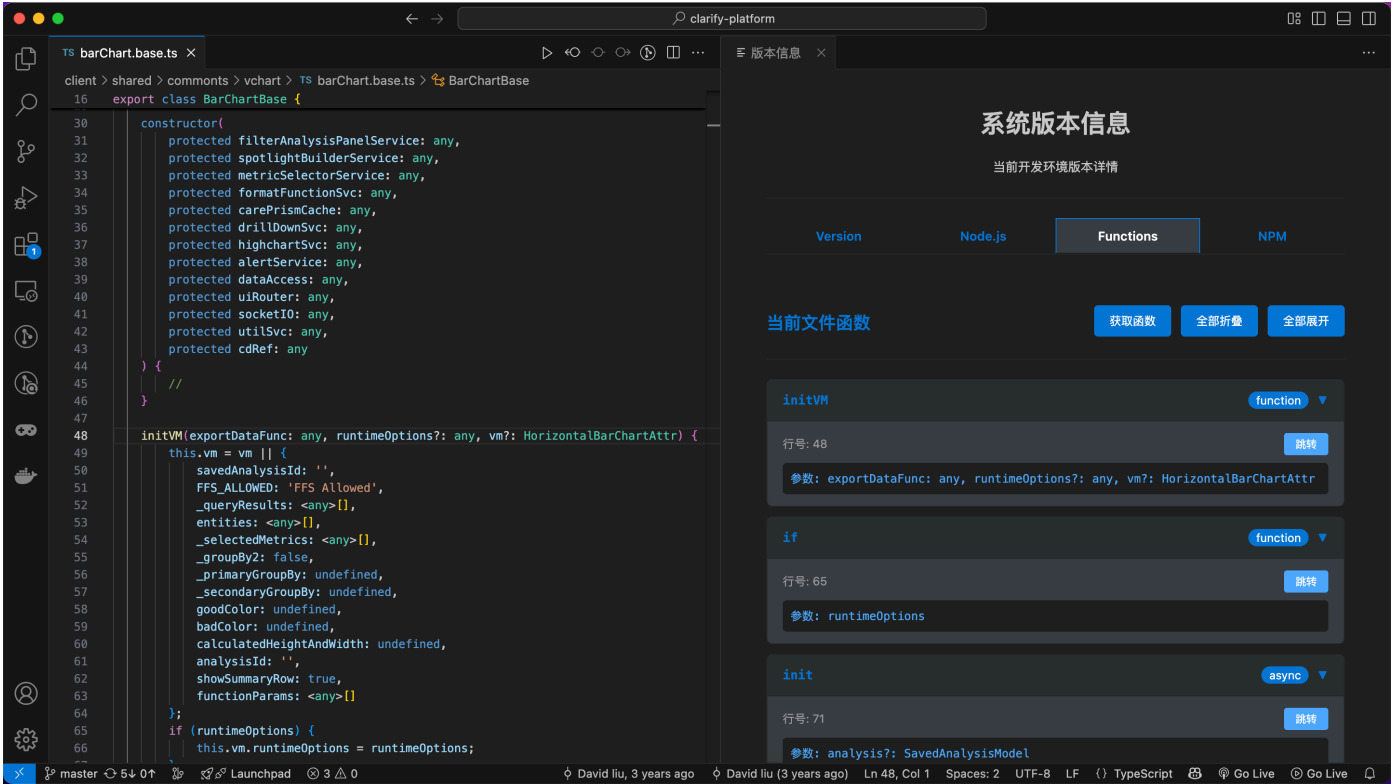 clarify-platform
TS barChart.base.ts
client > shared > commonts > vchart > TS barChart.base.ts > BarChartBase
16 export class BarChartBase {
30 constructor(
31 protected filterAnalysisPanelService: any,
32 protected spotlightBuilderService: any,
33 protected metricSelectorService: any,
34 protected formatFunctionSvc: any,
35 protected carePrismCache: any,
36 protected drillDownSvc: any,
37 protected highchartSvc: any,
38 protected alertService: any,
39 protected dataAccess: any,
40 protected uiRouter: any,
41 protected socketIO: any,
42 protected utilSvc: any,
43 protected cdRef: any
44 ) {
45 //
46 }
47
48 initVM(exportDataFunc: any, runtimeOptions?: any, vm?: HorizontalBarChartAttr) {
49 this.vm = vm || {
50 savedAnalysisId: '',
51 FFS_ALLOWED: 'FFS Allowed',
52 _queryResults: <any>[],
53 entities: <any>[],
54 _selectedMetrics: <any>[],
55 _groupBy2: false,
56 _primaryGroupBy: undefined,
57 _secondaryGroupBy: undefined,
58 goodColor: undefined,
59 badColor: undefined,
60 calculatedHeightAndWidth: undefined,
61 analysisId: '',
62 showSummaryRow: true,
63 functionParams: <any>[]
64 };
65 if (runtimeOptions) {
66 this.vm.runtimeOptions = runtimeOptions;
版本信息
系统版本信息
当前开发环境版本详情
Version Node.js Functions NPM
当前文件函数 获取函数 全部折叠 全部展开
initVM function
行号: 48 跳转
参数: exportDataFunc: any, runtimeOptions?: any, vm?: HorizontalBarChartAttr
if function
行号: 65 跳转
参数: runtimeOptions
init async
行号: 71 跳转
参数: analysis?: SavedAnalysisModel
1
master 5↓ 0↑ Launchpad 3 0 David liu, 3 years ago David liu (3 years ago) Ln 48, Col 1 Spaces: 2 UTF-8 LF {} TypeScript Go Live Go Live